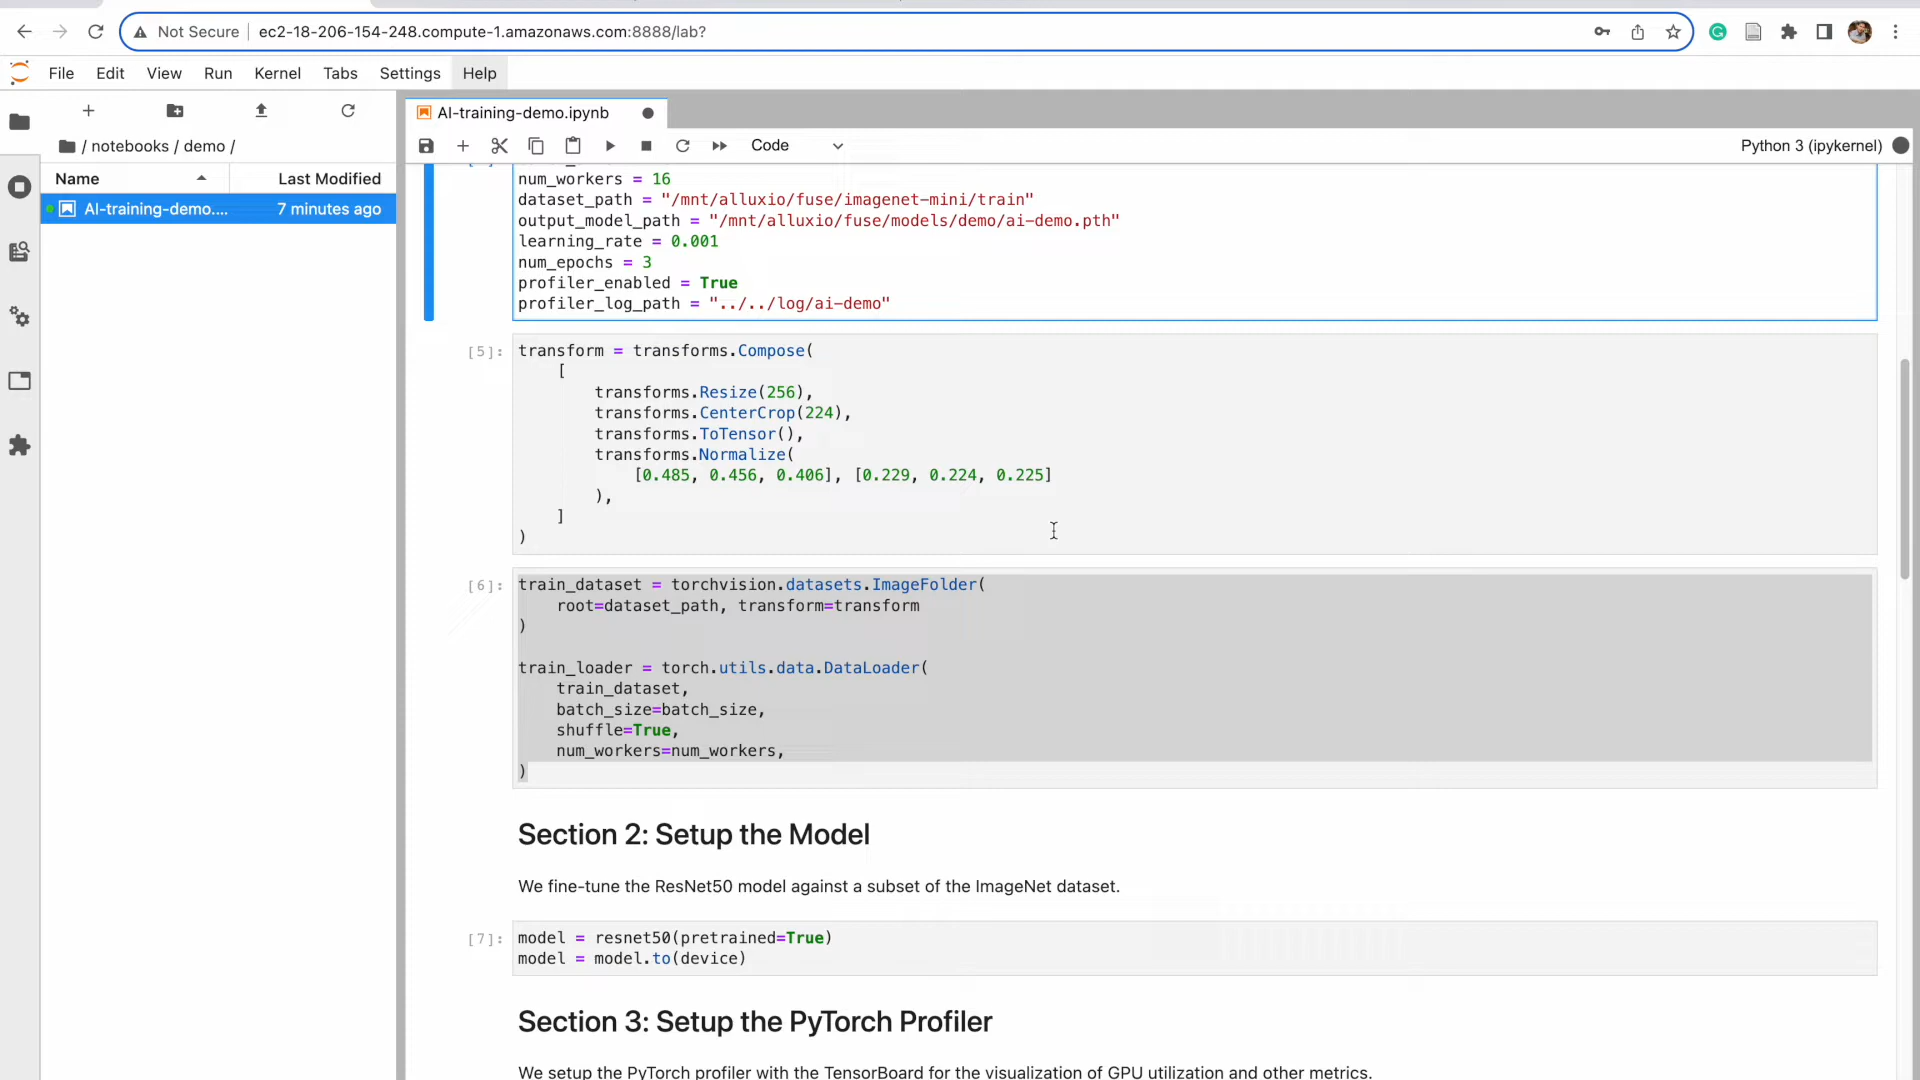 Not Secure ec2-18-206-154-248.compute-1.amazonaws.com:8888/lab?
File Edit View Run Kernel Tabs Settings Help
AI-training-demo.ipynb
/ notebooks / demo /
Code
Python 3 (ipykernel)
Name Last Modified
AI-training-demo.... 7 minutes ago
num_workers = 16
dataset_path = "/mnt/alluxio/fuse/imagenet-mini/train"
output_model_path = "/mnt/alluxio/fuse/models/demo/ai-demo.pth"
learning_rate = 0.001
num_epochs = 3
profiler_enabled = True
profiler_log_path = "../../log/ai-demo"
[5]: transform = transforms.Compose(
[
transforms.Resize(256),
transforms.CenterCrop(224),
transforms.ToTensor(),
transforms.Normalize(
[0.485, 0.456, 0.406], [0.229, 0.224, 0.225]
),
]
)
[6]: train_dataset = torchvision.datasets.ImageFolder(
root=dataset_path, transform=transform
)
train_loader = torch.utils.data.DataLoader(
train_dataset,
batch_size=batch_size,
shuffle=True,
num_workers=num_workers,
)
Section 2: Setup the Model
We fine-tune the ResNet50 model against a subset of the ImageNet dataset.
[7]: model = resnet50(pretrained=True)
model = model.to(device)
Section 3: Setup the PyTorch Profiler
We setup the PyTorch profiler with the TensorBoard for the visualization of GPU utilization and other metrics.